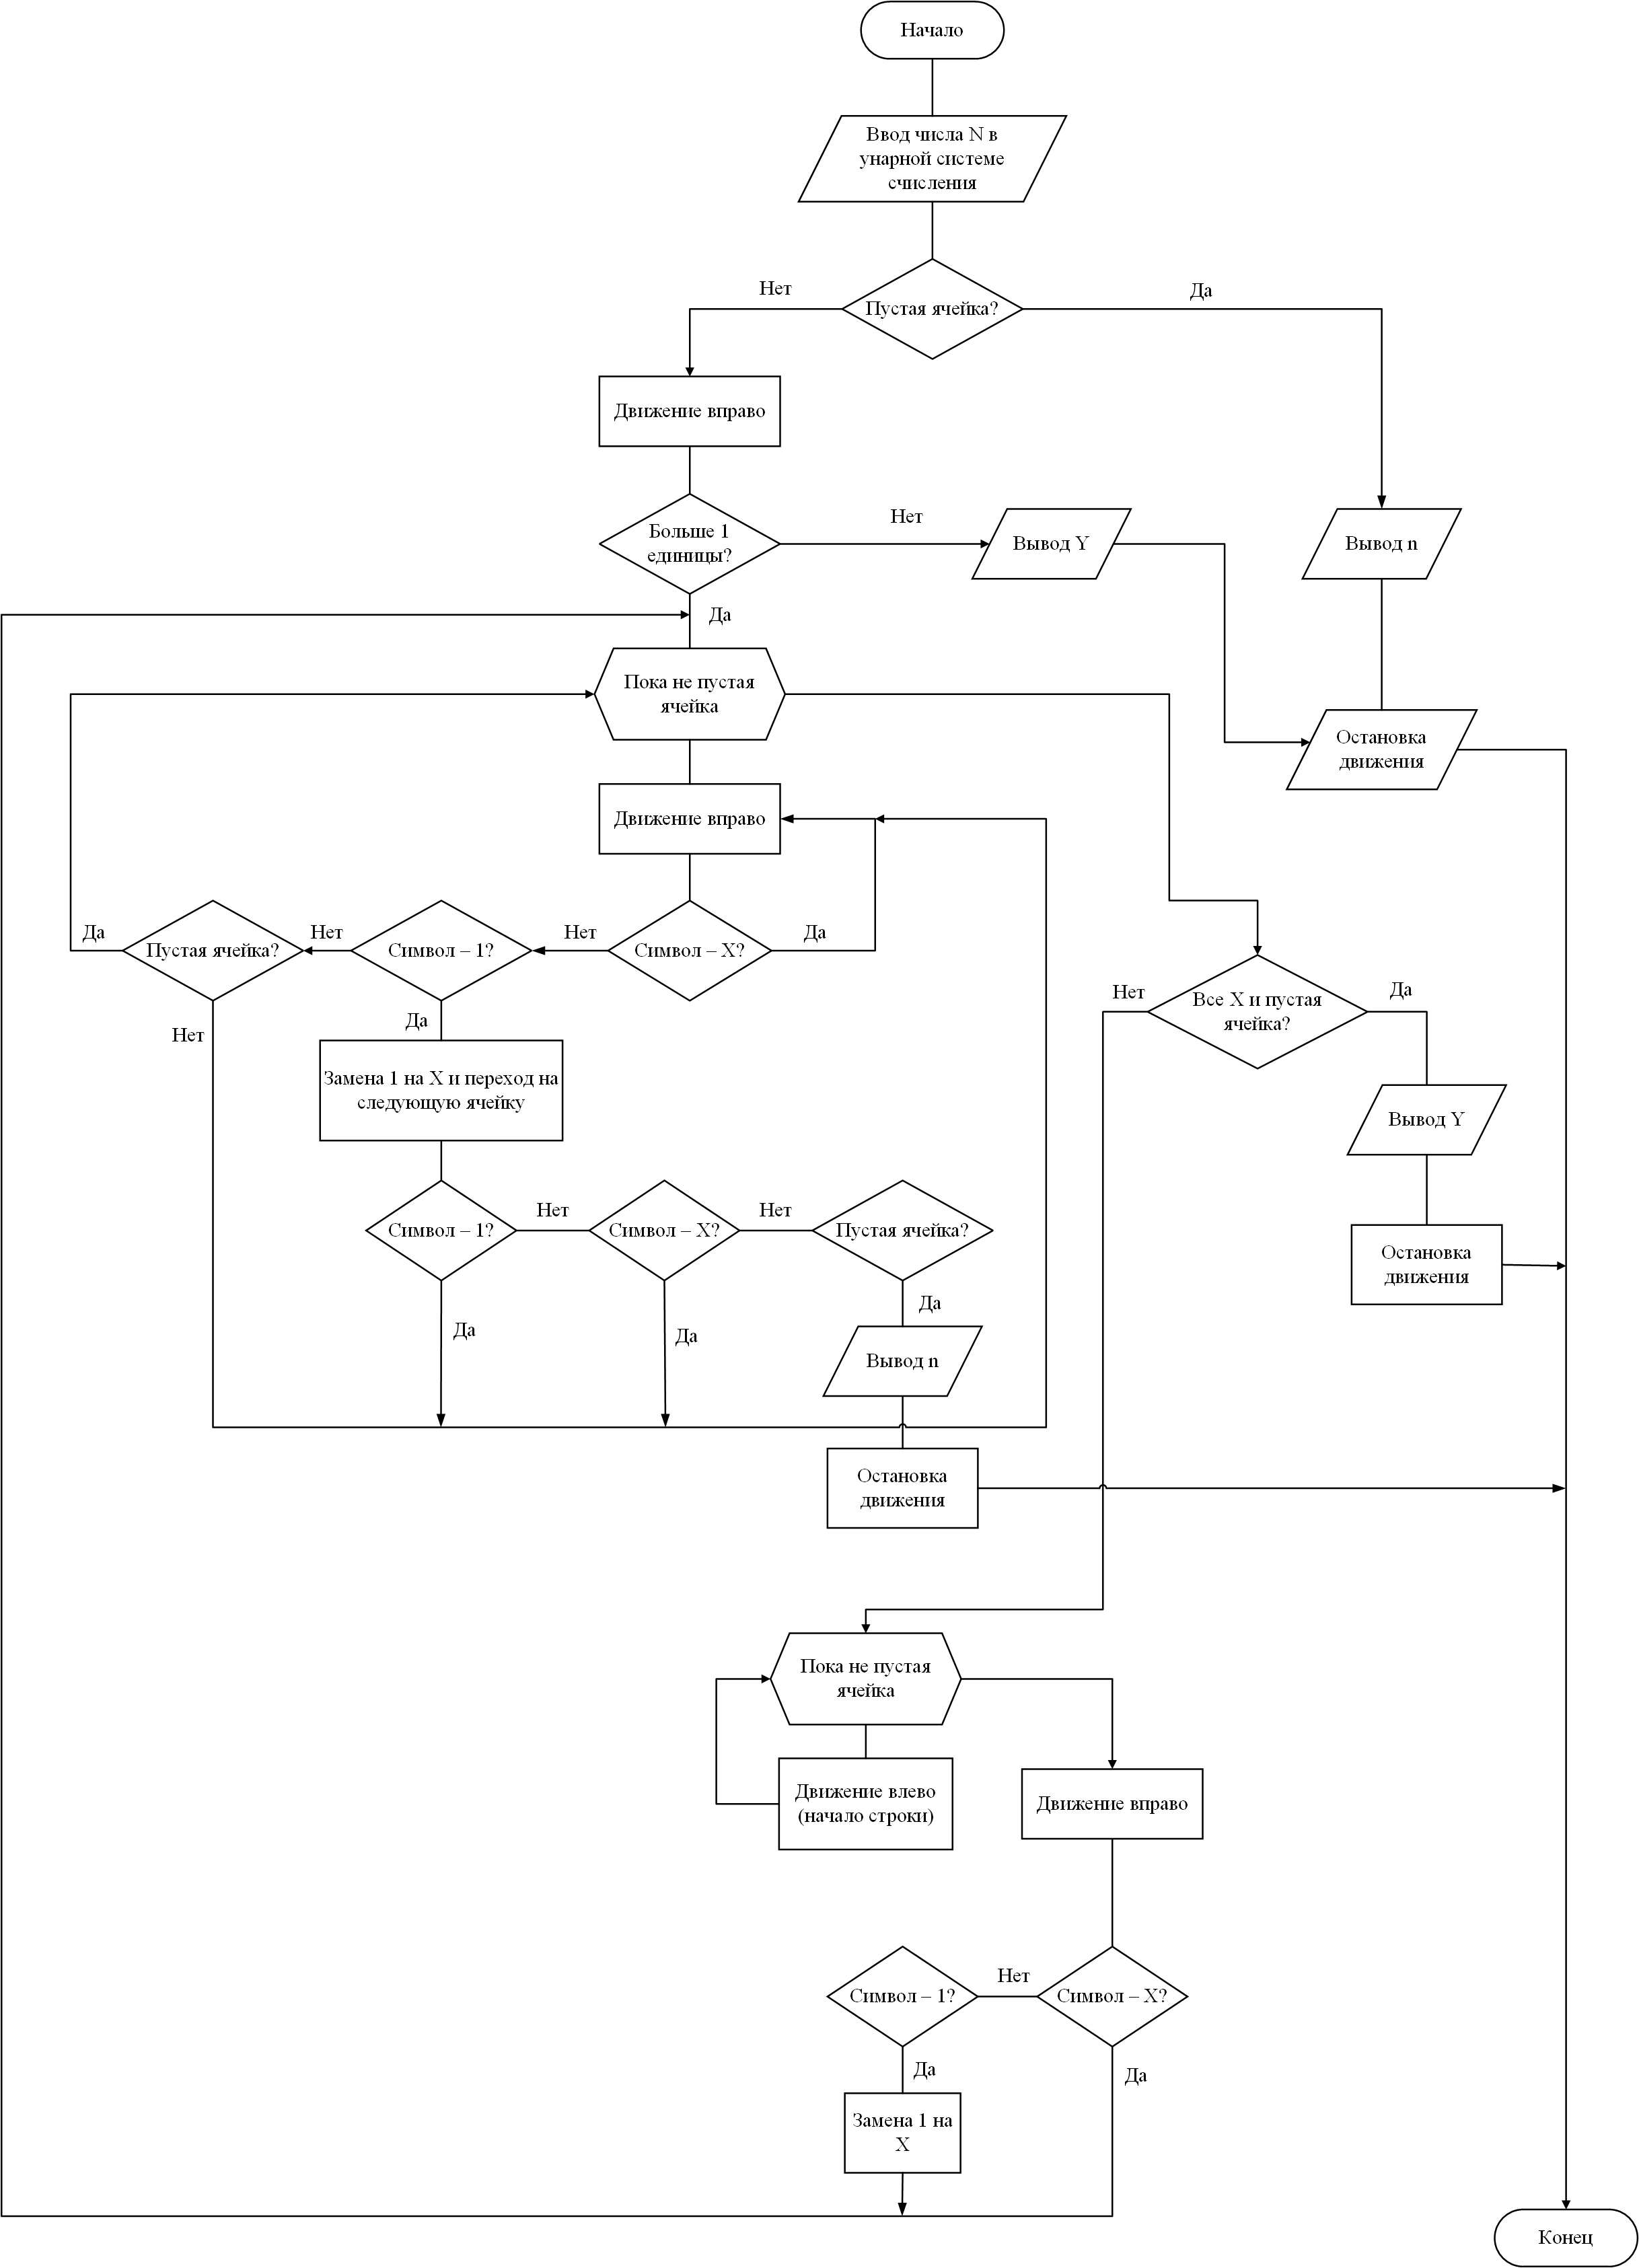 Начало
Ввод числа N в
унарной системе
счисления
Пустая ячейка?
Нет
Да
Движение вправо
Больше 1
единицы?
Нет
Вывод Y
Вывод n
Да
Пока не пустая
ячейка
Остановка
движения
Движение вправо
Да
Пустая ячейка?
Нет
Символ – 1?
Нет
Символ – X?
Да
Нет
Да
Нет
Все X и пустая
ячейка?
Да
Замена 1 на X и переход на
следующую ячейку
Вывод Y
Символ – 1?
Нет
Символ – X?
Нет
Пустая ячейка?
Остановка
движения
Да
Да
Да
Вывод n
Остановка
движения
Пока не пустая
ячейка
Движение влево
(начало строки)
Движение вправо
Символ – 1?
Нет
Символ – X?
Да
Да
Замена 1 на
X
Конец